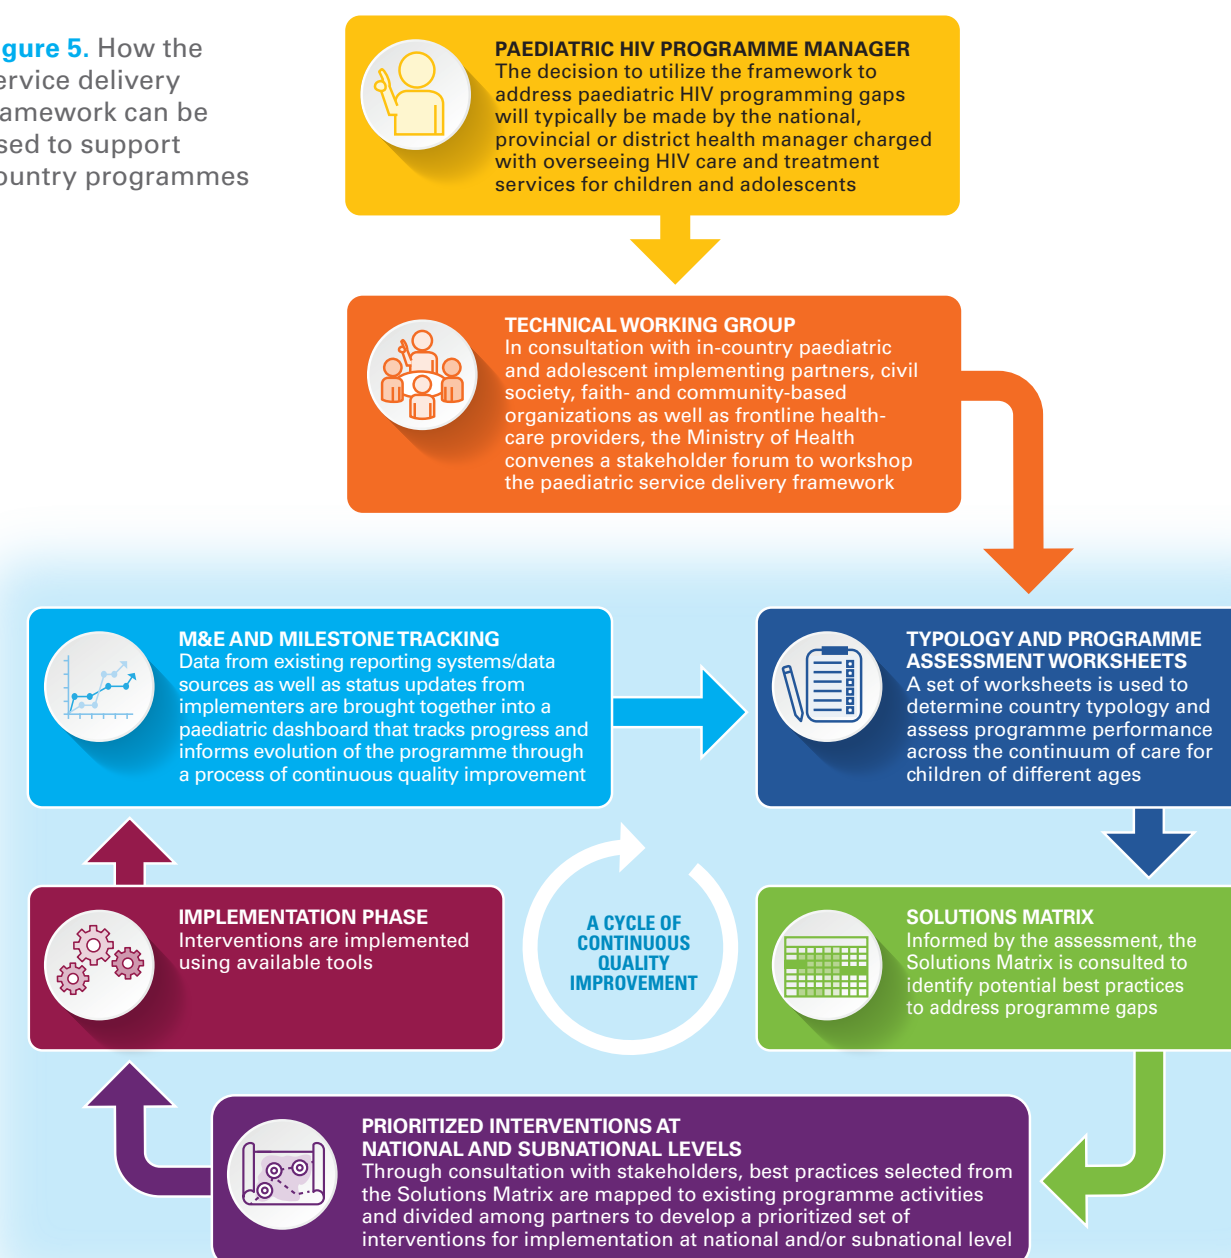 gure 5. How the
ervice delivery
amework can be
sed to support
ountry programmes
PAEDIATRIC HIV PROGRAMME MANAGER
The decision to utilize the framework to
address paediatric HIV programming gaps
will typically be made by the national,
provincial or district health manager charged
with overseeing HIV care and treatment
services for children and adolescents
TECHNICAL WORKING GROUP
In consultation with in-country paediatric
and adolescent implementing partners, civil
society, faith- and community-based
organizations as well as frontline health-
care providers, the Ministry of Health
convenes a stakeholder forum to workshop
the paediatric service delivery framework
M&E AND MILESTONE TRACKING
Data from existing reporting systems/data
sources as well as status updates from
implementers are brought together into a
paediatric dashboard that tracks progress and
informs evolution of the programme through
a process of continuous quality improvement
TYPOLOGY AND PROGRAMME
ASSESSMENT WORKSHEETS
A set of worksheets is used to
determine country typology and
assess programme performance
across the continuum of care for
children of different ages
IMPLEMENTATION PHASE
Interventions are implemented
using available tools
A CYCLE OF
CONTINUOUS
QUALITY
IMPROVEMENT
SOLUTIONS MATRIX
Informed by the assessment, the
Solutions Matrix is consulted to
identify potential best practices
to address programme gaps
PRIORITIZED INTERVENTIONS AT
NATIONAL AND SUBNATIONAL LEVELS
Through consultation with stakeholders, best practices selected from
the Solutions Matrix are mapped to existing programme activities
and divided among partners to develop a prioritized set of
interventions for implementation at national and/or subnational level